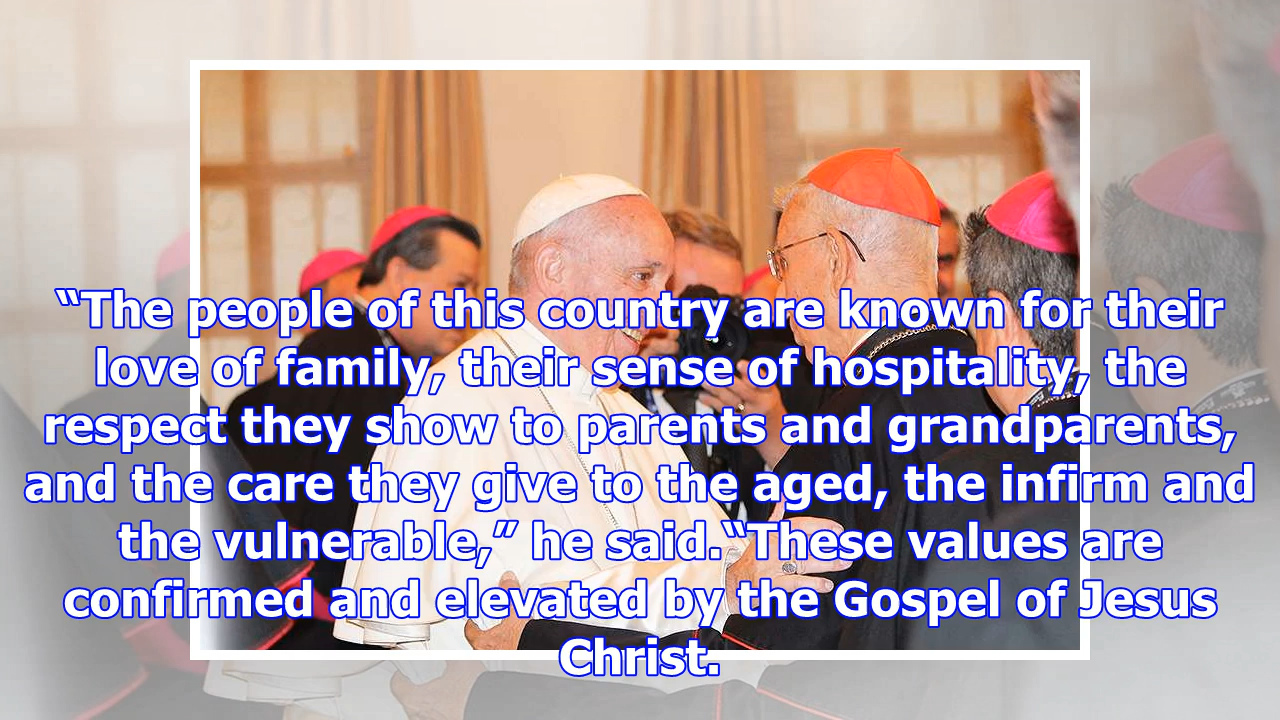 “The people of this country are known for their
love of family, their sense of hospitality, the
respect they show to parents and grandparents,
and the care they give to the aged, the infirm and
the vulnerable,” he said.“These values are
confirmed and elevated by the Gospel of Jesus
Christ.